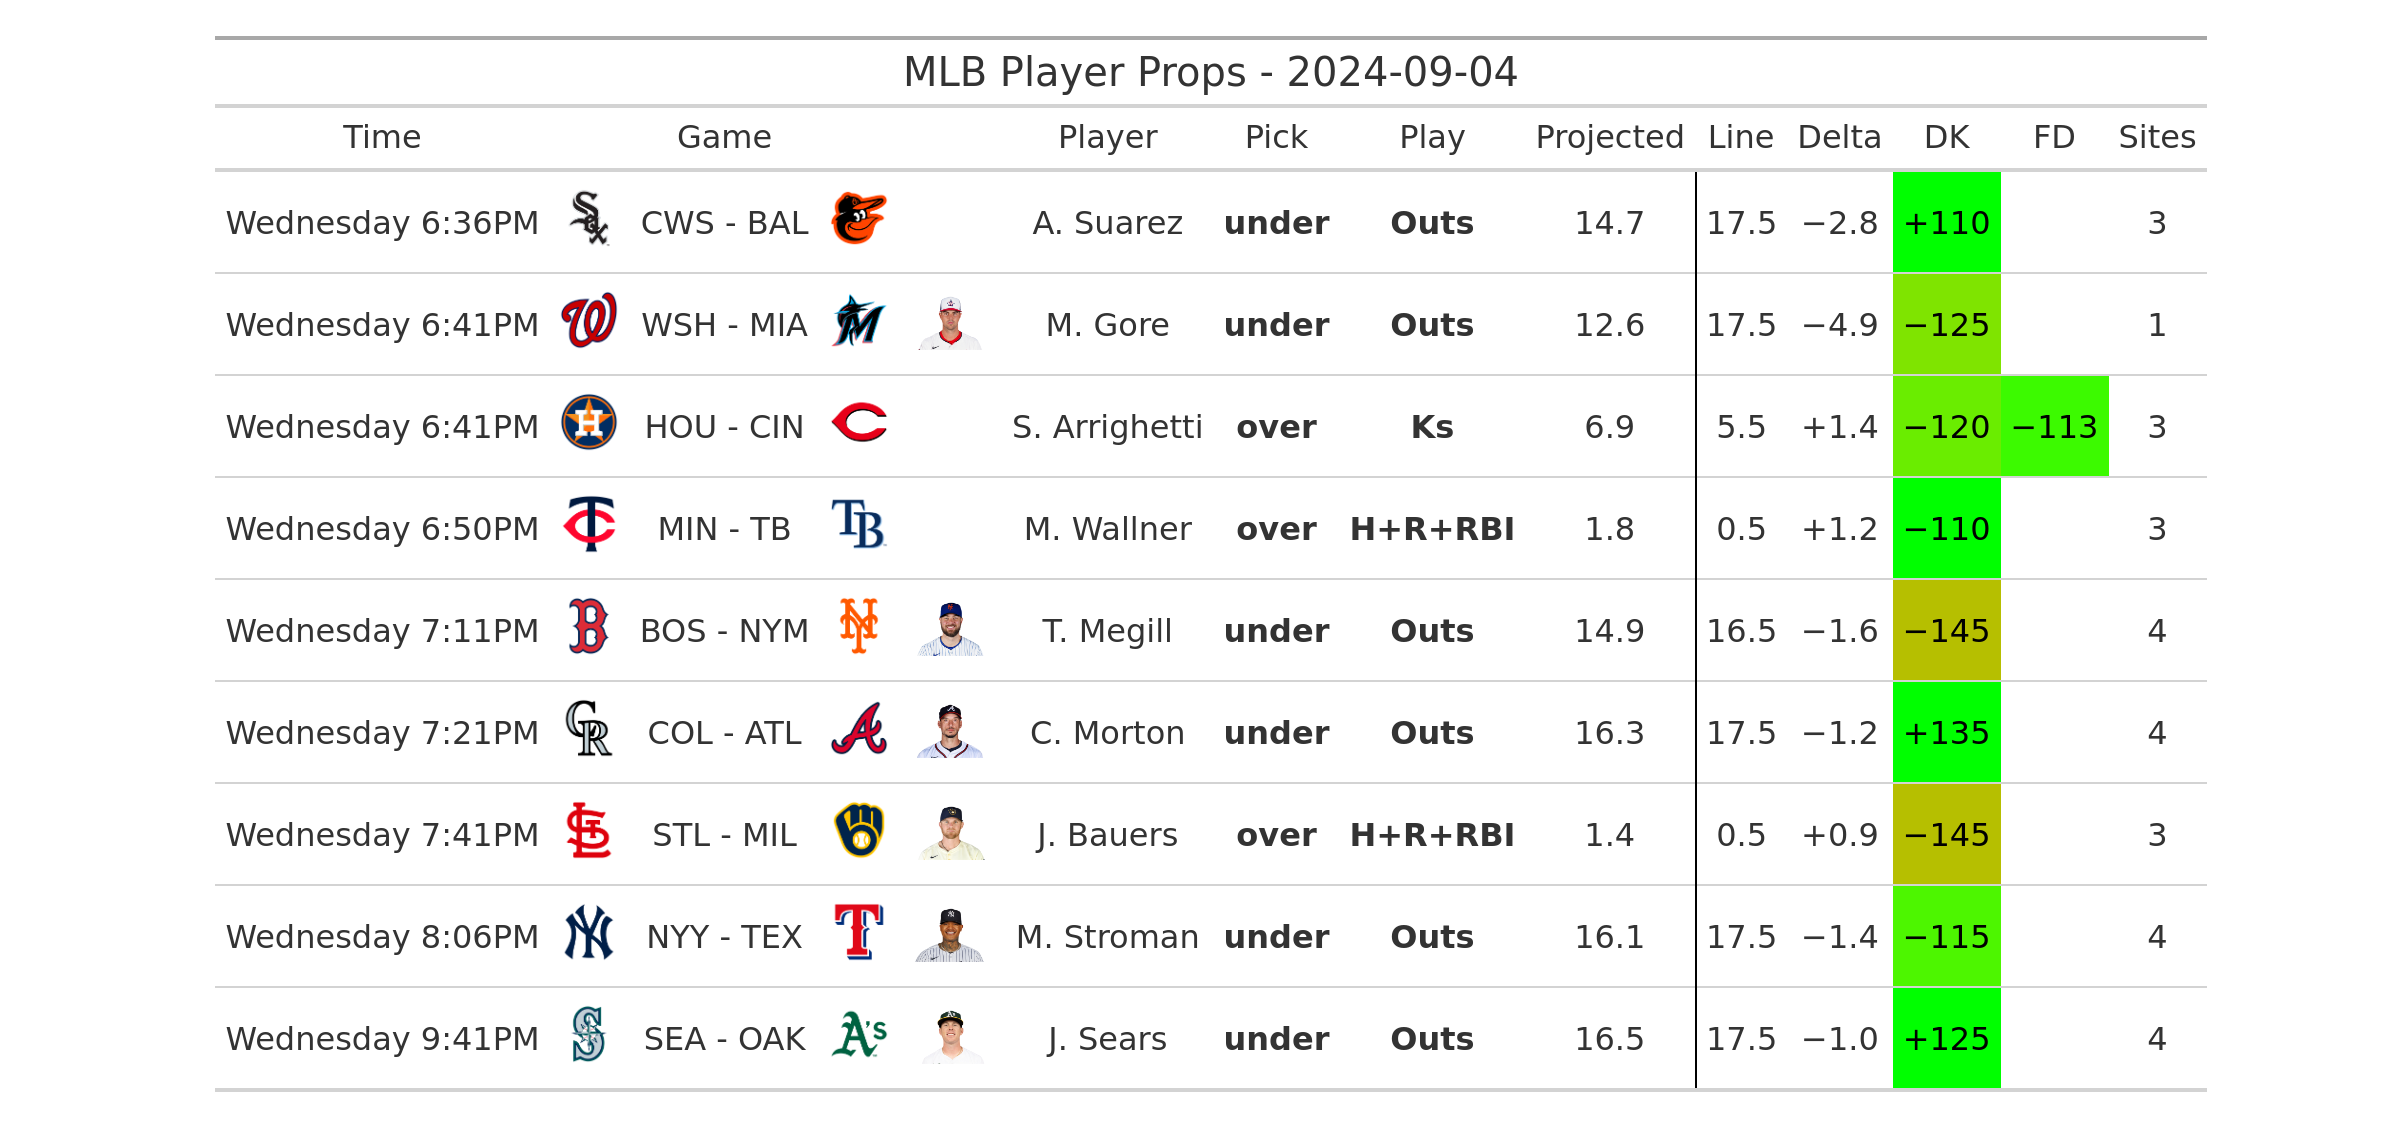 MLB Player Props - 2024-09-04
Time Game Player Pick Play Projected Line Delta DK FD Sites
Wednesday 6:36PM CWS - BAL A. Suarez under Outs 14.7 17.5 −2.8 +110 3
Wednesday 6:41PM WSH - MIA M. Gore under Outs 12.6 17.5 −4.9 −125 1
Wednesday 6:41PM HOU - CIN S. Arrighetti over Ks 6.9 5.5 +1.4 −120 −113 3
Wednesday 6:50PM MIN - TB M. Wallner over H+R+RBI 1.8 0.5 +1.2 −110 3
Wednesday 7:11PM BOS - NYM T. Megill under Outs 14.9 16.5 −1.6 −145 4
Wednesday 7:21PM COL - ATL C. Morton under Outs 16.3 17.5 −1.2 +135 4
Wednesday 7:41PM STL - MIL J. Bauers over H+R+RBI 1.4 0.5 +0.9 −145 3
Wednesday 8:06PM NYY - TEX M. Stroman under Outs 16.1 17.5 −1.4 −115 4
Wednesday 9:41PM SEA - OAK J. Sears under Outs 16.5 17.5 −1.0 +125 4